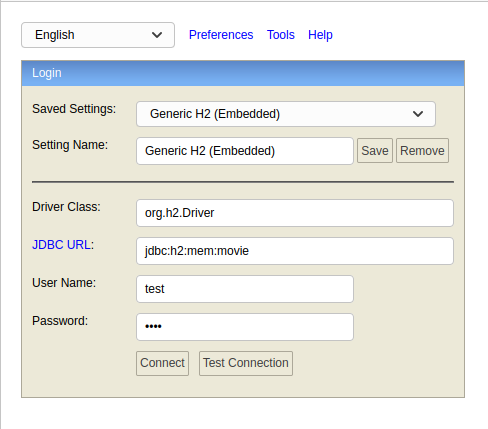 English Preferences Tools Help
Login
Saved Settings: Generic H2 (Embedded)
Setting Name: Generic H2 (Embedded) Save Remove
Driver Class: org.h2.Driver
JDBC URL: jdbc:h2:mem:movie
User Name: test
Password: ••••
Connect Test Connection